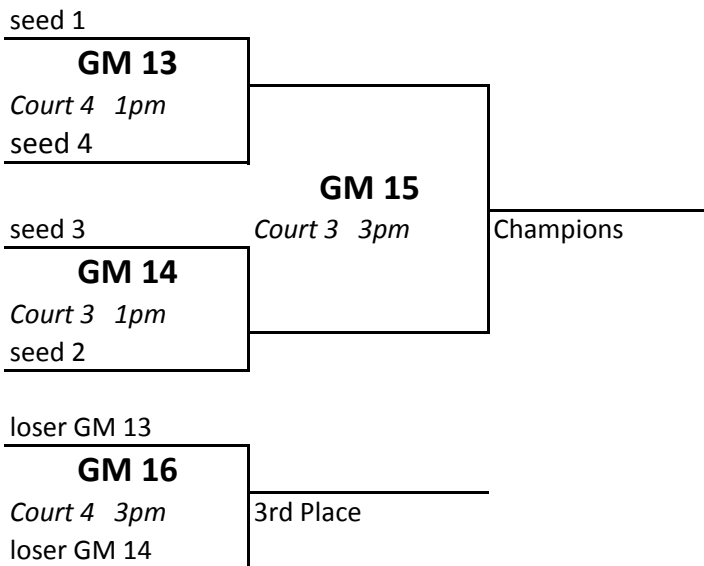 seed 1
GM 13
Court 4 1pm
seed 4
GM 15
seed 3
Court 3 3pm
Champions
GM 14
Court 3 1pm
seed 2
loser GM 13
GM 16
Court 4 3pm
3rd Place
loser GM 14